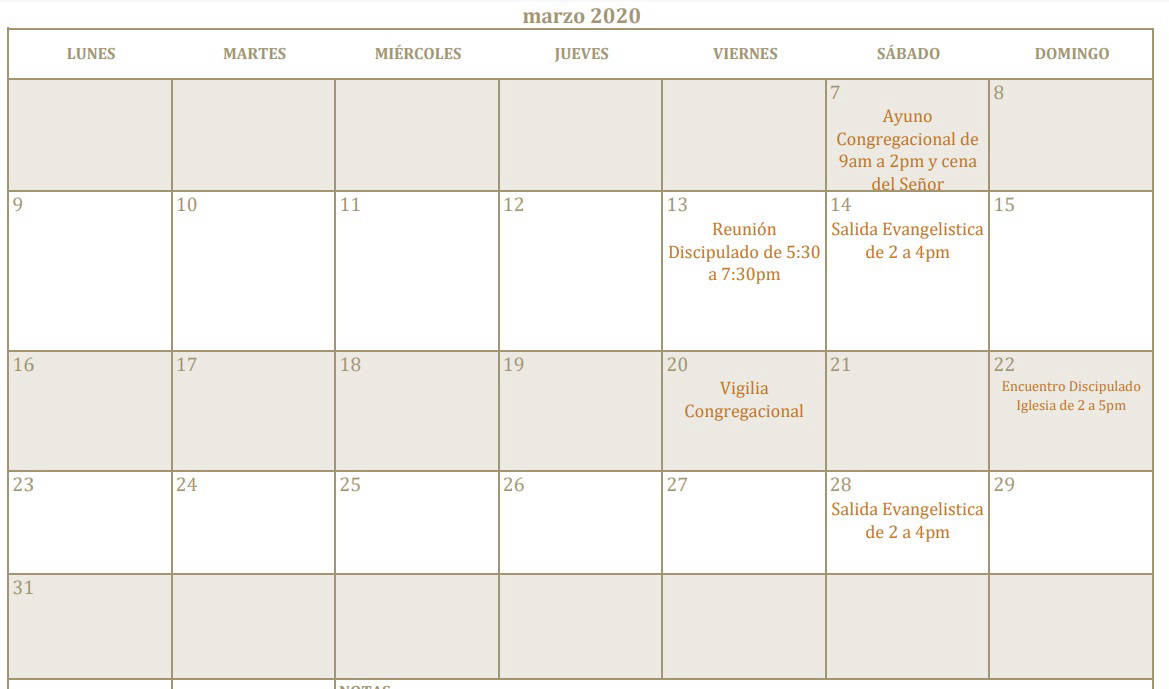 marzo 2020
LUNES MARTES MIÉRCOLES JUEVES VIERNES SÁBADO DOMINGO
7 8
Ayuno
Congregacional de
9am a 2pm y cena
del Señor
9 10 11 12 13 14 15
Reunión
Discipulado de 5:30
a 7:30pm
Salida Evangelistica
de 2 a 4pm
16 17 18 19 20 21 22
Vigilia
Congregacional
Encuentro Discipulado
Iglesia de 2 a 5pm
23 24 25 26 27 28 29
Salida Evangelistica
de 2 a 4pm
31
NOTAS